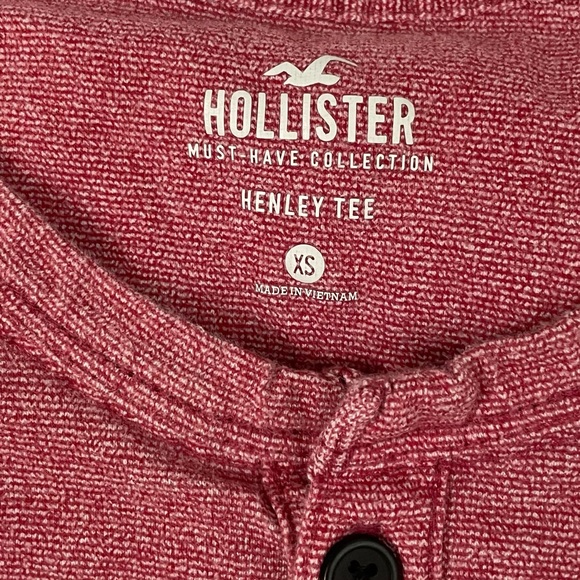 HOLLISTER
MUST-HAVE COLLECTION
HENLEY TEE
XS
MADE IN VIETNAM